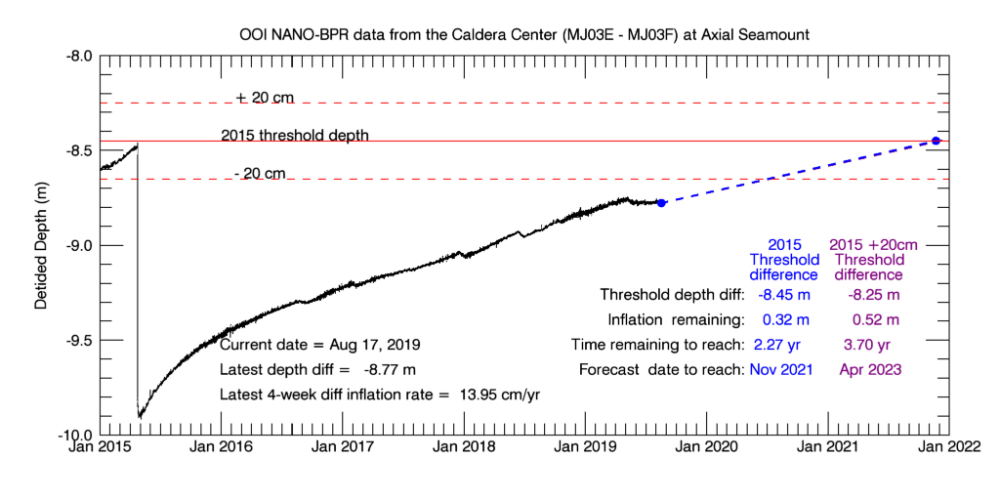 OOI NANO-BPR data from the Caldera Center (MJ03E - MJ03F) at Axial Seamount
-8.0
+ 20 cm
2015 threshold depth
-8.5
- 20 cm
-9.0
Detided Depth (m)
2015 2015 +20cm
Threshold Threshold
difference difference
Threshold depth diff: -8.45 m -8.25 m
Inflation remaining: 0.32 m 0.52 m
-9.5
Current date = Aug 17, 2019
Time remaining to reach: 2.27 yr 3.70 yr
Latest depth diff = -8.77 m
Forecast date to reach: Nov 2021 Apr 2023
Latest 4-week diff inflation rate = 13.95 cm/yr
-10.0
Jan 2015 Jan 2016 Jan 2017 Jan 2018 Jan 2019 Jan 2020 Jan 2021 Jan 2022